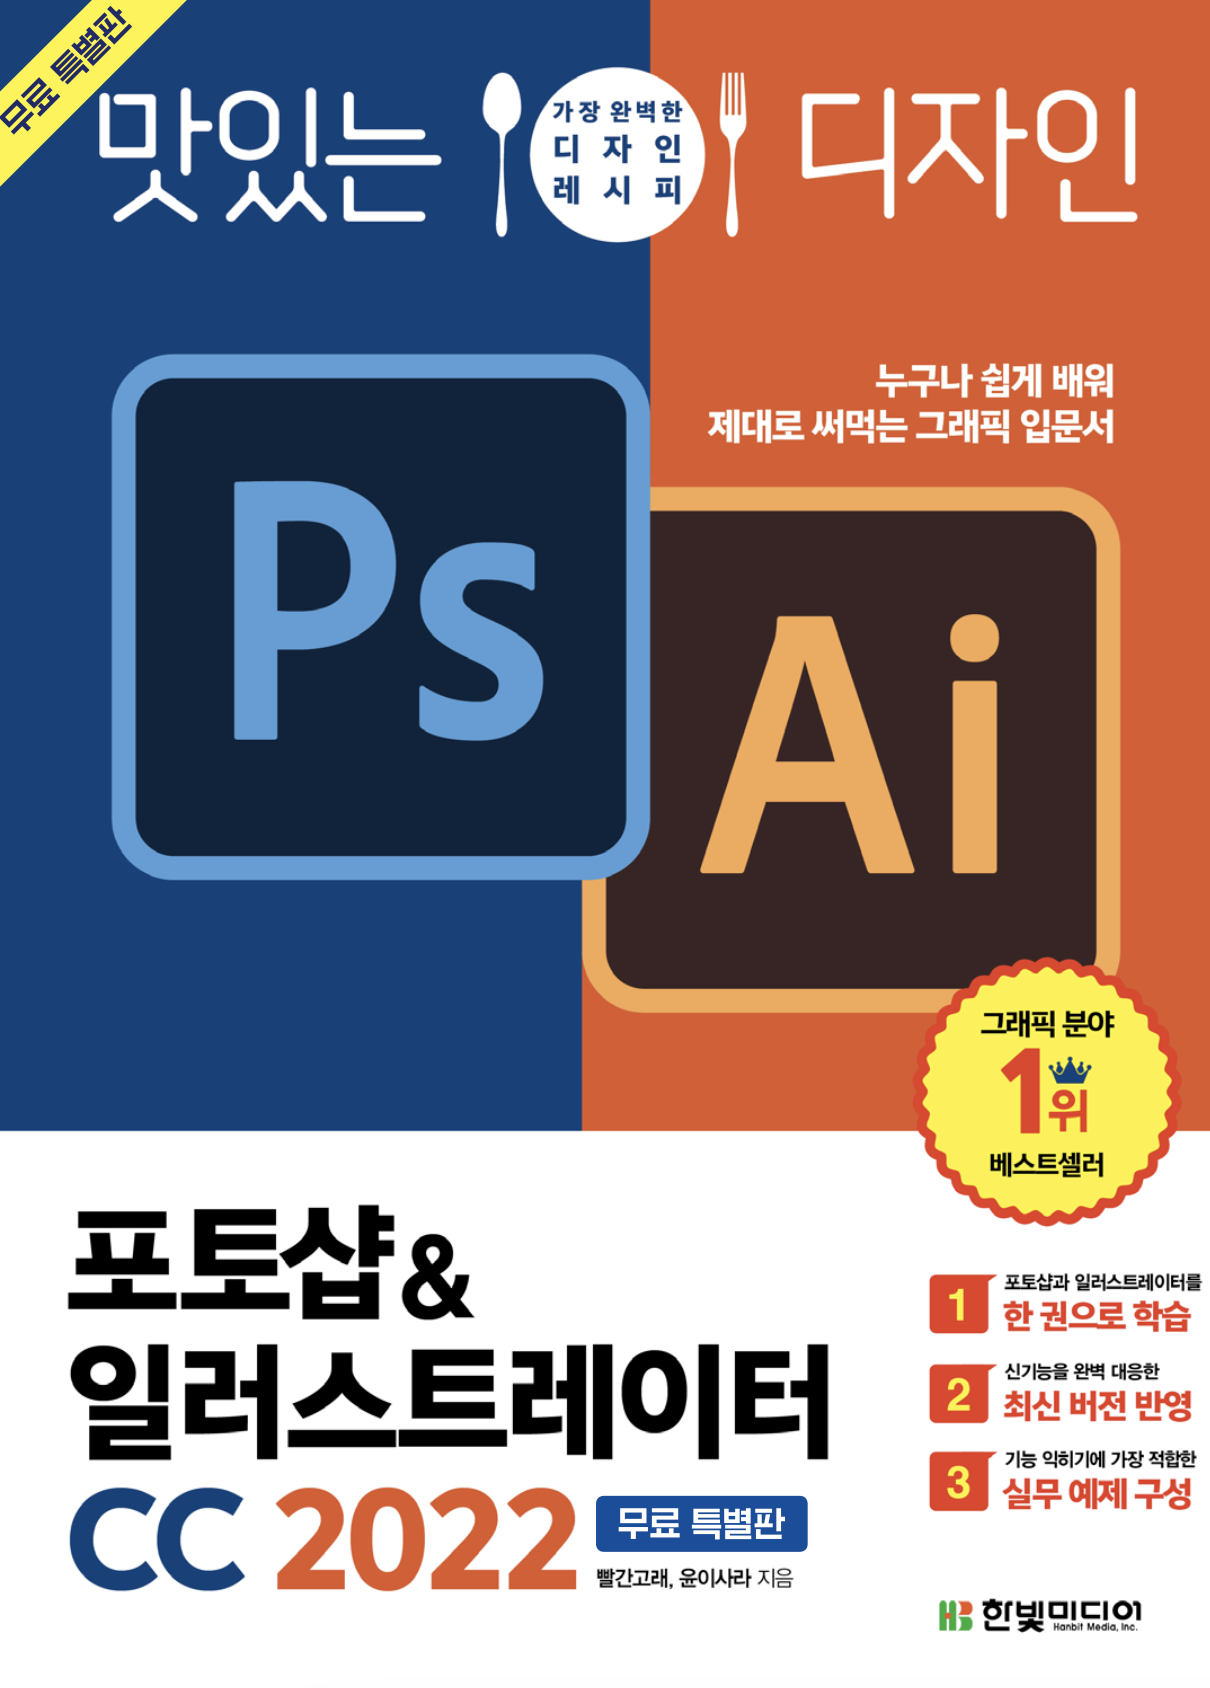 무료 특별판
맛있는
가장 완벽한
디자인
레시피
디자인
누구나 쉽게 배워
제대로 써먹는 그래픽 입문서
Ps
Ai
그래픽 분야
1위
베스트셀러
포토샵&
일러스트레이터
CC 2022 무료 특별판
빨간고래, 윤이사라 지음
1 포토샵과 일러스트레이터를
한 권으로 학습
2 신기능을 완벽 대응한
최신 버전 반영
3 기능 익히기에 가장 적합한
실무 예제 구성
HB 한빛미디어
Hanbit Media, Inc.